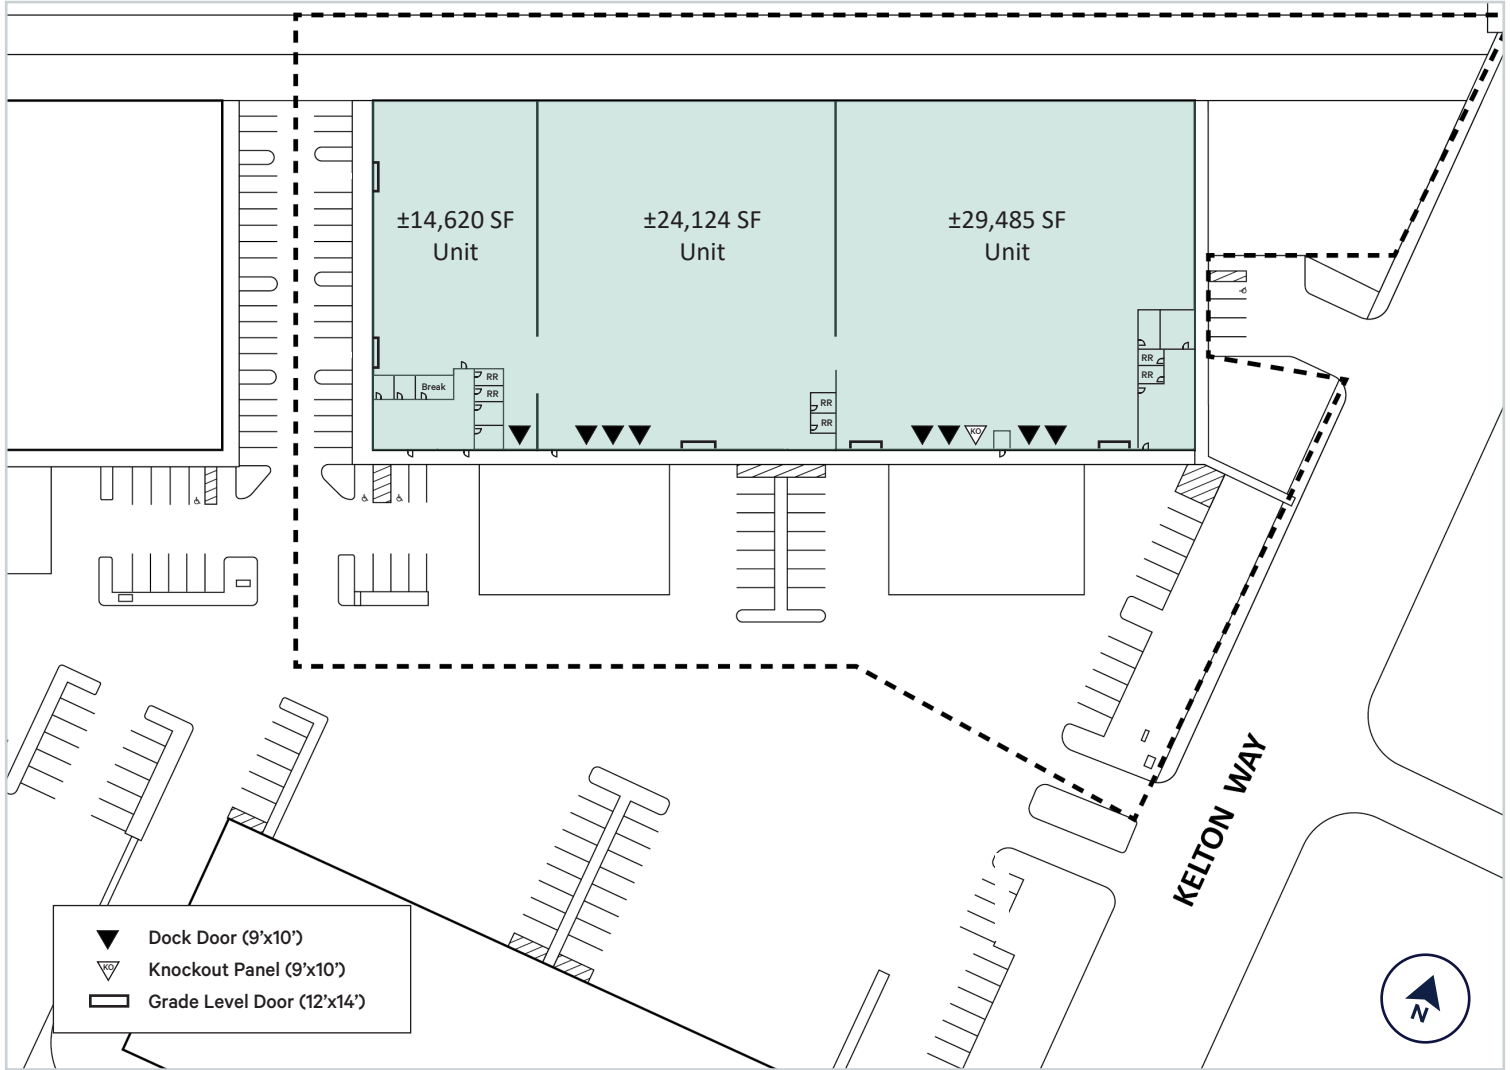 ±14,620 SF
Unit
±24,124 SF
Unit
±29,485 SF
Unit
Break
RR
RR
RR
RR
RR
RR
KO
KELTON WAY
Dock Door (9’x10’)
KO
Knockout Panel (9’x10’)
Grade Level Door (12’x14’)
N